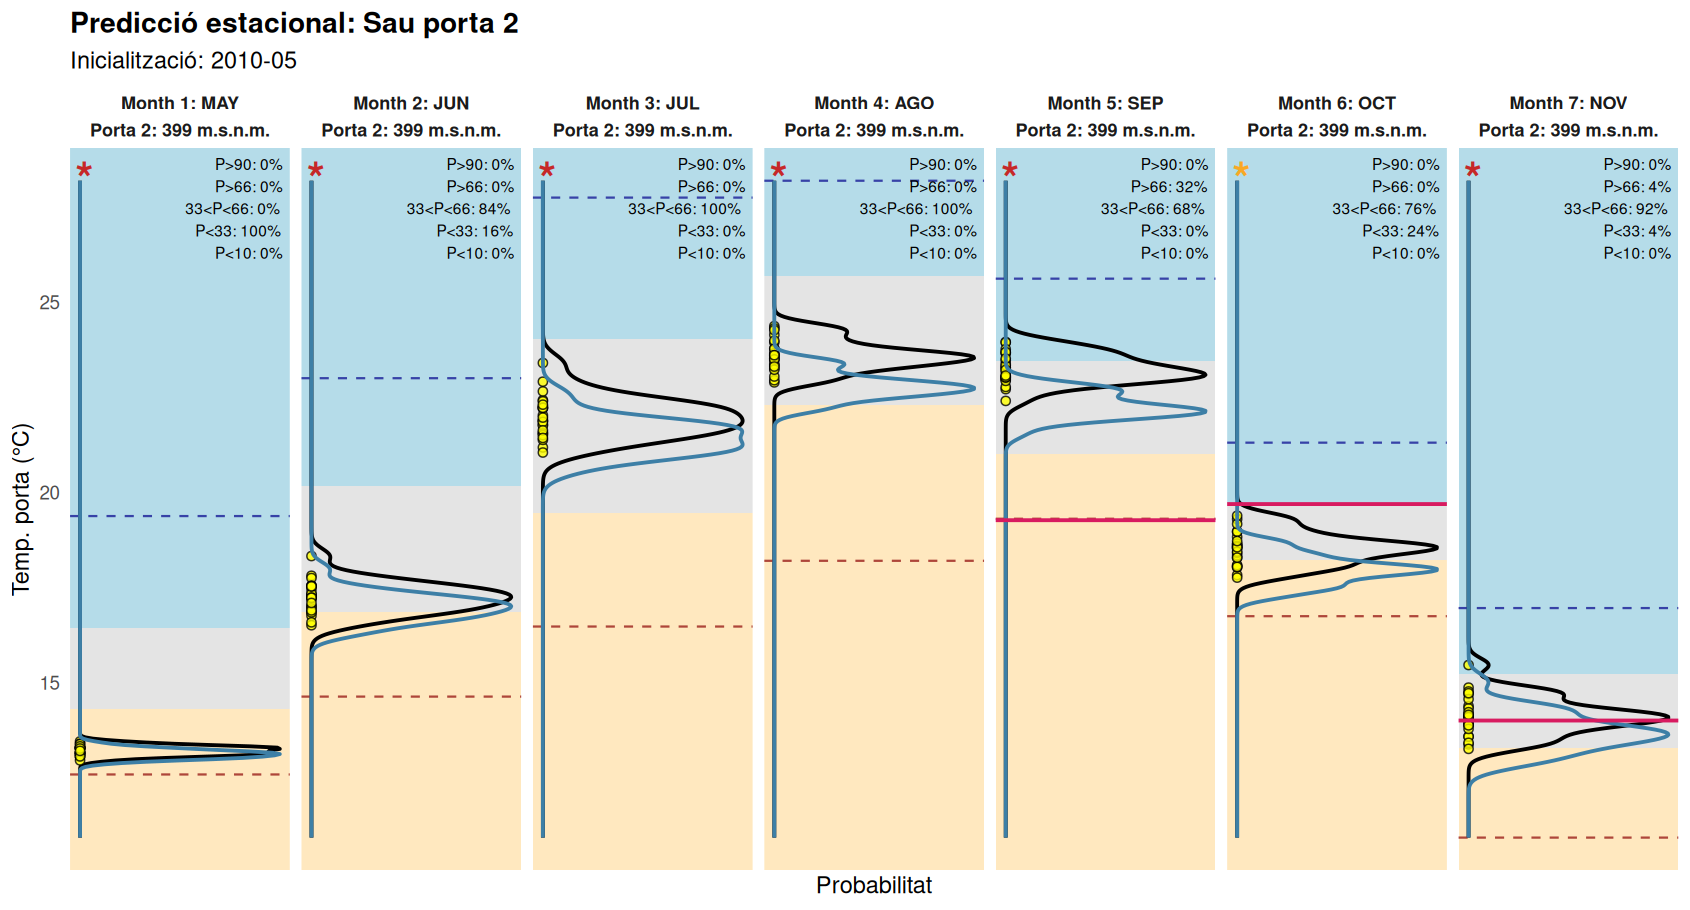 Predicció estacional: Sau porta 2
Inicialització: 2010-05
Month 1: MAY
Porta 2: 399 m.s.n.m.
Month 2: JUN
Porta 2: 399 m.s.n.m.
Month 3: JUL
Porta 2: 399 m.s.n.m.
Month 4: AGO
Porta 2: 399 m.s.n.m.
Month 5: SEP
Porta 2: 399 m.s.n.m.
Month 6: OCT
Porta 2: 399 m.s.n.m.
Month 7: NOV
Porta 2: 399 m.s.n.m.
*
P>90: 0%
P>66: 0%
33<P<66: 0%
P<33: 100%
P<10: 0%
*
P>90: 0%
P>66: 0%
33<P<66: 84%
P<33: 16%
P<10: 0%
*
P>90: 0%
P>66: 0%
33<P<66: 100%
P<33: 0%
P<10: 0%
*
P>90: 0%
P>66: 0%
33<P<66: 100%
P<33: 0%
P<10: 0%
*
P>90: 0%
P>66: 32%
33<P<66: 68%
P<33: 0%
P<10: 0%
*
P>90: 0%
P>66: 0%
33<P<66: 76%
P<33: 24%
P<10: 0%
*
P>90: 0%
P>66: 4%
33<P<66: 92%
P<33: 4%
P<10: 0%
25
20
15
Temp. porta (°C)
Probabilitat